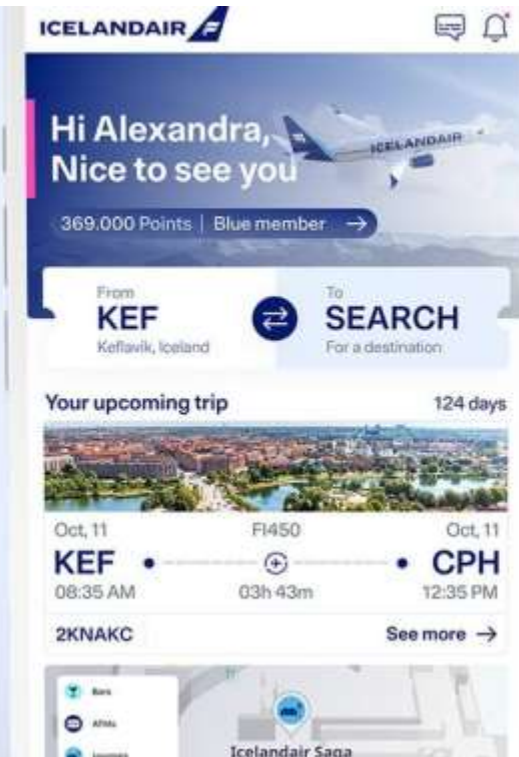 ICELANDAIR
Hi Alexandra,
Nice to see you
ICELANDAIR
369.000 Points | Blue member →
From
KEF
Keflavík, Iceland
To
SEARCH
For a destination
Your upcoming trip 124 days
Oct, 11 FI450 Oct, 11
KEF CPH
08:35 AM 03h 43m 12:35 PM
2KNAKC See more →
Bars
ATMs
Icelandair Saga